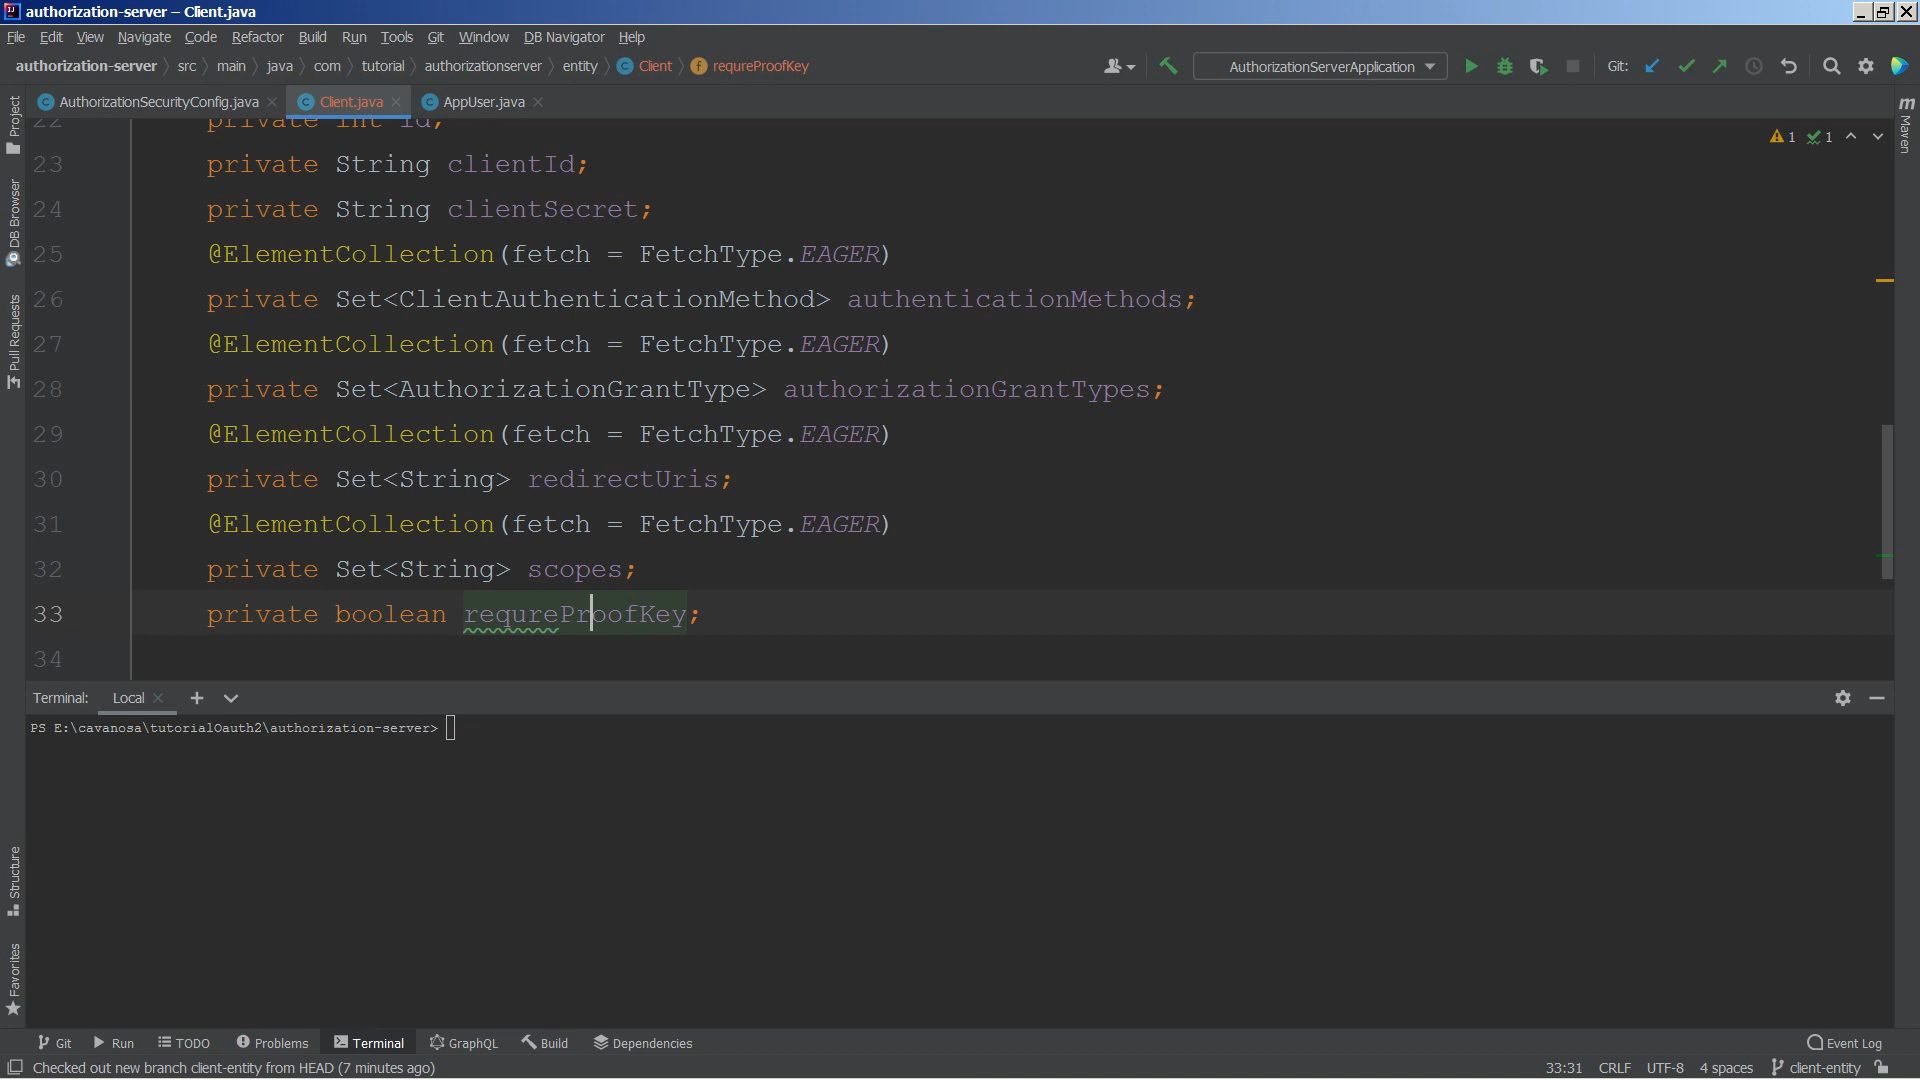 authorization-server – Client.java
File Edit View Navigate Code Refactor Build Run Tools Git Window DB Navigator Help
authorization-server src main java com tutorial authorizationserver entity Client requreProofKey AuthorizationServerApplication Git:
AuthorizationSecurityConfig.java Client.java AppUser.java
22 private int id;
23 private String clientId;
24 private String clientSecret;
25 @ElementCollection(fetch = FetchType.EAGER)
26 private Set<ClientAuthenticationMethod> authenticationMethods;
27 @ElementCollection(fetch = FetchType.EAGER)
28 private Set<AuthorizationGrantType> authorizationGrantTypes;
29 @ElementCollection(fetch = FetchType.EAGER)
30 private Set<String> redirectUris;
31 @ElementCollection(fetch = FetchType.EAGER)
32 private Set<String> scopes;
33 private boolean requreProofKey;
34
1 1
Project
DB Browser
Pull Requests
Structure
Favorites
m Maven
Terminal: Local
PS E:\cavanosa\tutorialOauth2\authorization-server>
Git Run TODO Problems Terminal GraphQL Build Dependencies Event Log
Checked out new branch client-entity from HEAD (7 minutes ago) 33:31 CRLF UTF-8 4 spaces client-entity